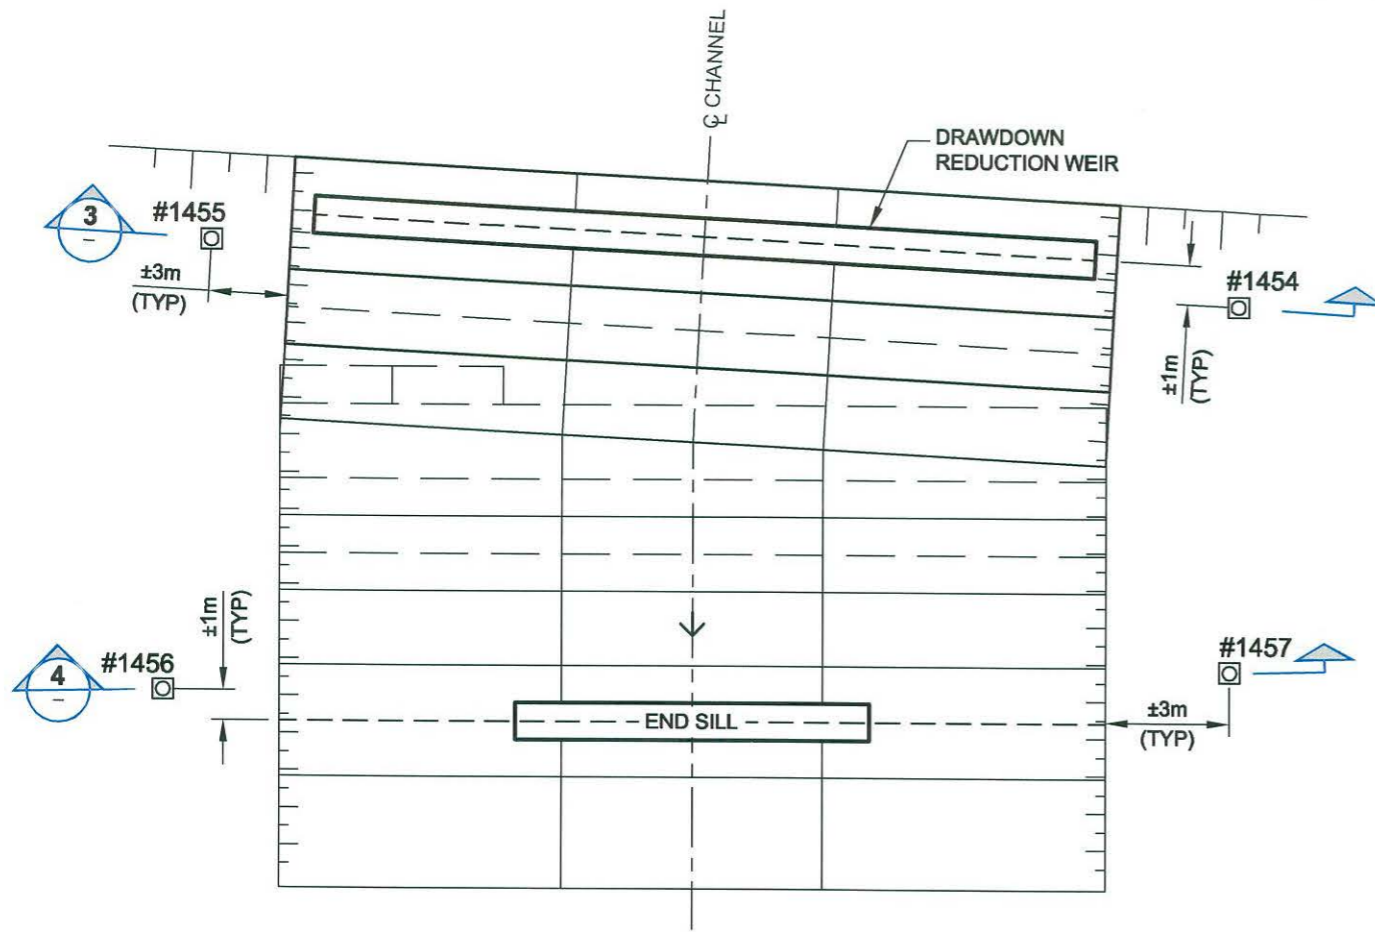 ℄ CHANNEL
DRAWDOWN
REDUCTION WEIR
3
–
#1455
±3m
(TYP)
#1454
±1m
(TYP)
±1m
(TYP)
4
–
#1456
#1457
END SILL
±3m
(TYP)